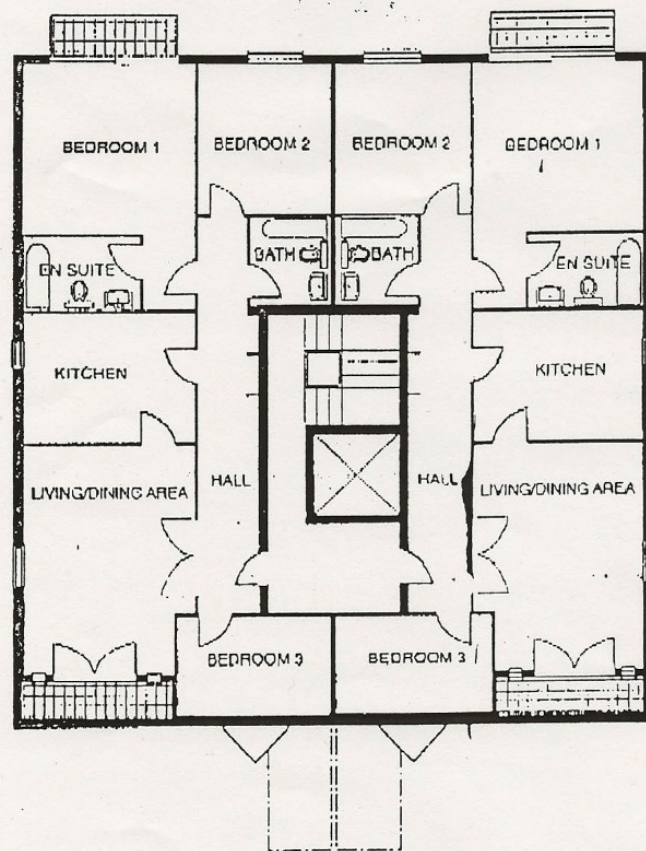 BEDROOM 1
BEDROOM 2
BEDROOM 2
BEDROOM 1
EN SUITE
BATH
BATH
EN SUITE
KITCHEN
KITCHEN
LIVING/DINING AREA
HALL
HALL
LIVING/DINING AREA
BEDROOM 3
BEDROOM 3